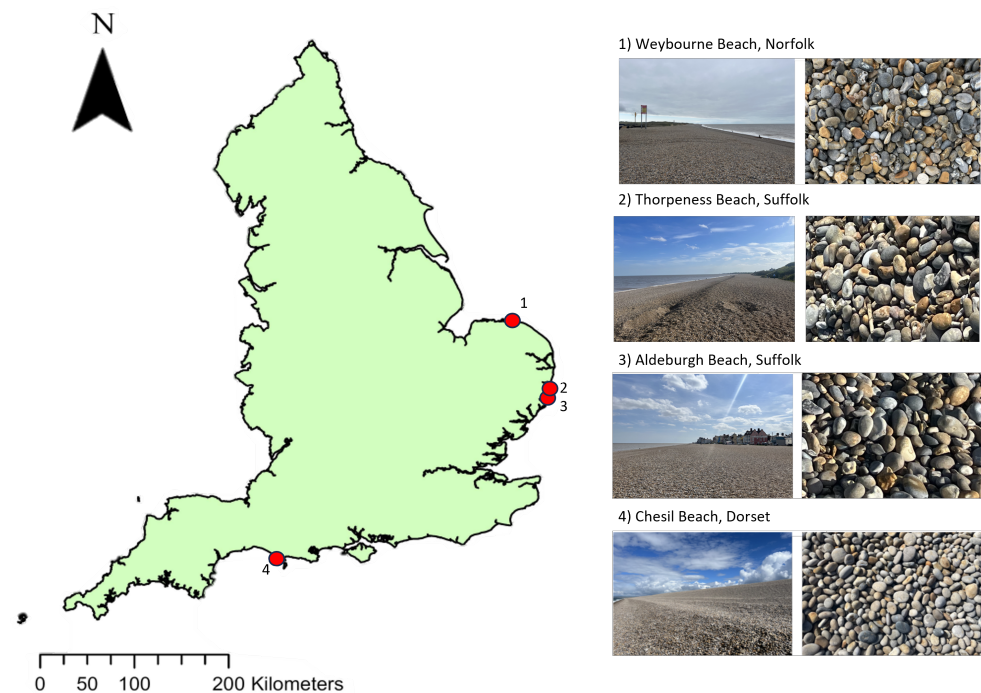 N
1) Weybourne Beach, Norfolk
2) Thorpeness Beach, Suffolk
1
3) Aldeburgh Beach, Suffolk
2
3
4) Chesil Beach, Dorset
4
0 50 100 200 Kilometers